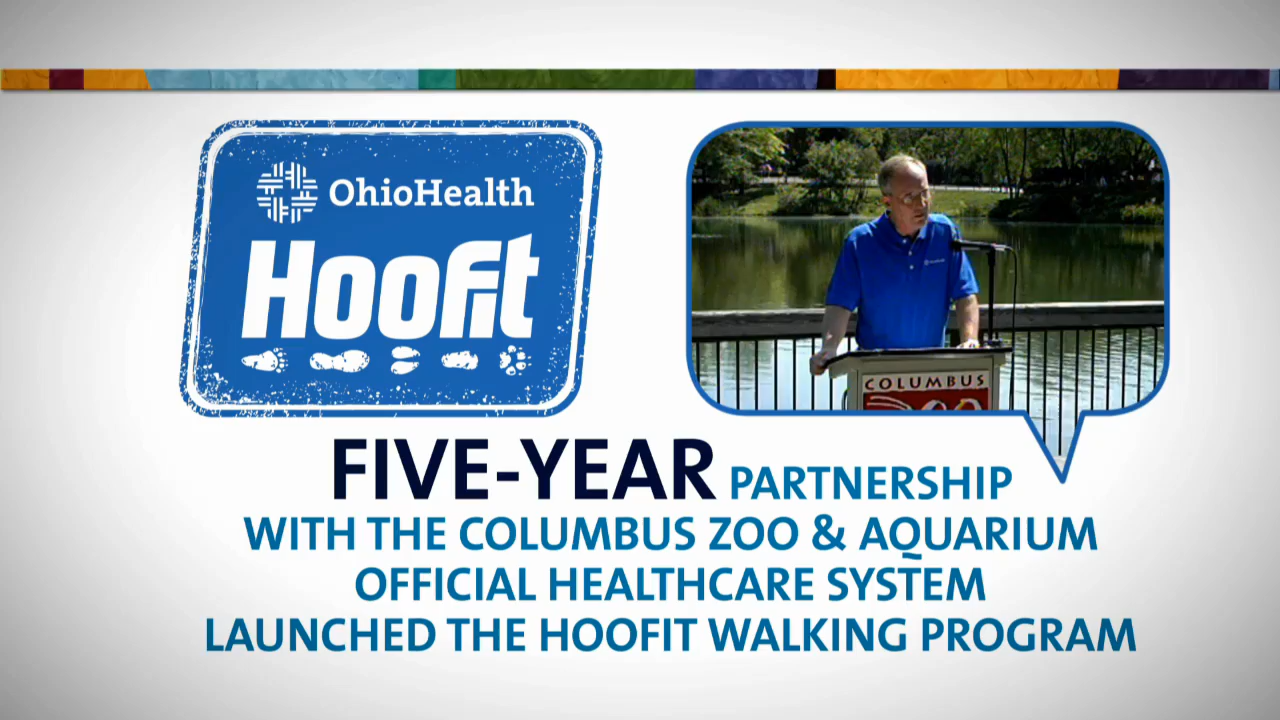 OhioHealth
Hoofit
COLUMBUS
FIVE-YEAR PARTNERSHIP
WITH THE COLUMBUS ZOO & AQUARIUM
OFFICIAL HEALTHCARE SYSTEM
LAUNCHED THE HOOFIT WALKING PROGRAM